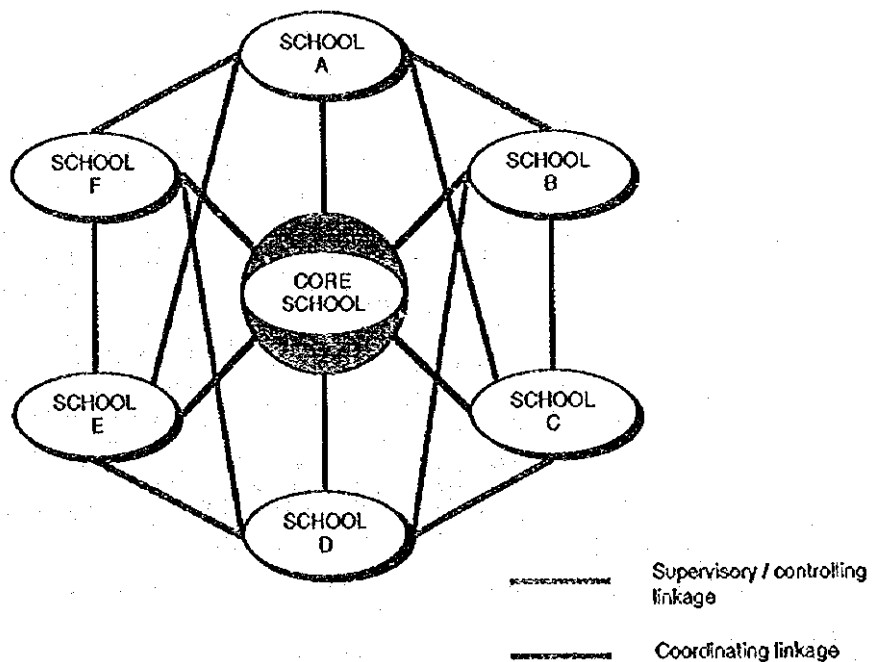 SCHOOL
A
SCHOOL
F
SCHOOL
B
CORE
SCHOOL
SCHOOL
E
SCHOOL
C
SCHOOL
D
Supervisory / controlling
linkage
Coordinating linkage